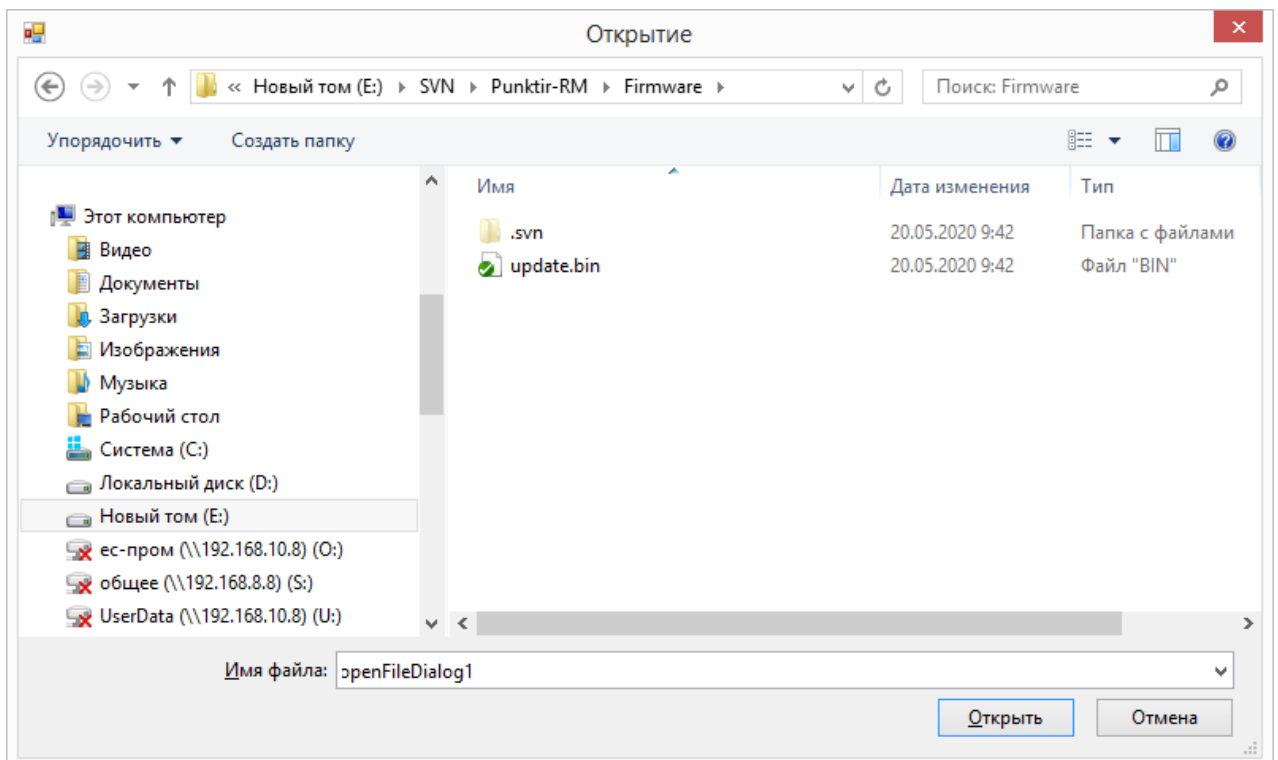 Открытие
« Новый том (E:) SVN Punktir-RM Firmware Поиск: Firmware
Упорядочить Создать папку
Имя Дата изменения Тип
Этот компьютер
Видео
Документы
Загрузки
Изображения
Музыка
Рабочий стол
Система (C:)
Локальный диск (D:)
Новый том (E:)
ес-пром (\\192.168.10.8) (O:)
общее (\\192.168.8.8) (S:)
UserData (\\192.168.10.8) (U:)
.svn 20.05.2020 9:42 Папка с файлами
update.bin 20.05.2020 9:42 Файл "BIN"
Имя файла: openFileDialog1
Открыть Отмена